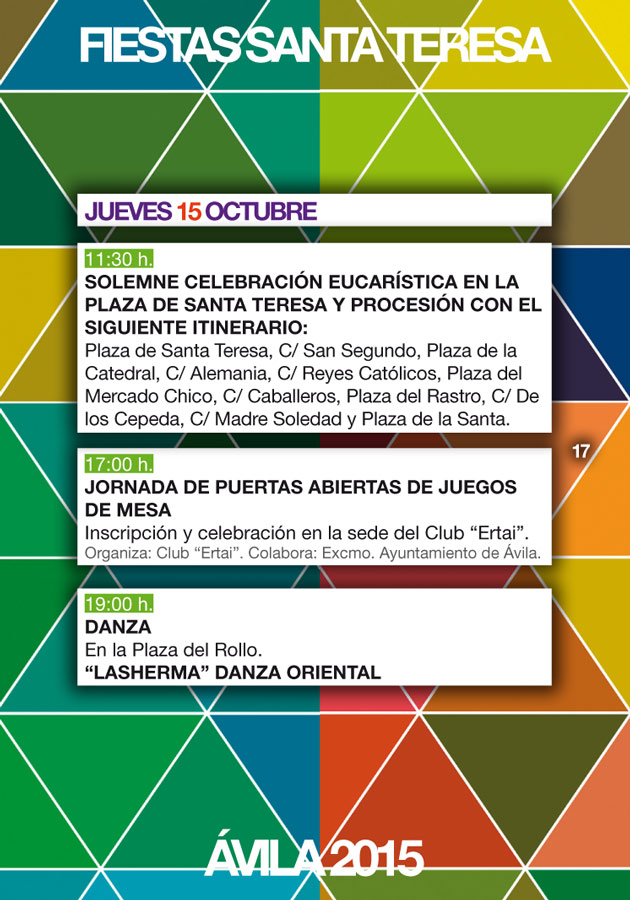 FIESTAS SANTA TERESA
JUEVES 15 OCTUBRE
11:30 h.
SOLEMNE CELEBRACIÓN EUCARÍSTICA EN LA
PLAZA DE SANTA TERESA Y PROCESIÓN CON EL
SIGUIENTE ITINERARIO:
Plaza de Santa Teresa, C/ San Segundo, Plaza de la
Catedral, C/ Alemania, C/ Reyes Católicos, Plaza del
Mercado Chico, C/ Caballeros, Plaza del Rastro, C/ De
los Cepeda, C/ Madre Soledad y Plaza de la Santa.
17
17:00 h.
JORNADA DE PUERTAS ABIERTAS DE JUEGOS
DE MESA
Inscripción y celebración en la sede del Club “Ertai”.
Organiza: Club “Ertai”. Colabora: Excmo. Ayuntamiento de Ávila.
19:00 h.
DANZA
En la Plaza del Rollo.
“LASHERMA” DANZA ORIENTAL
ÁVILA 2015